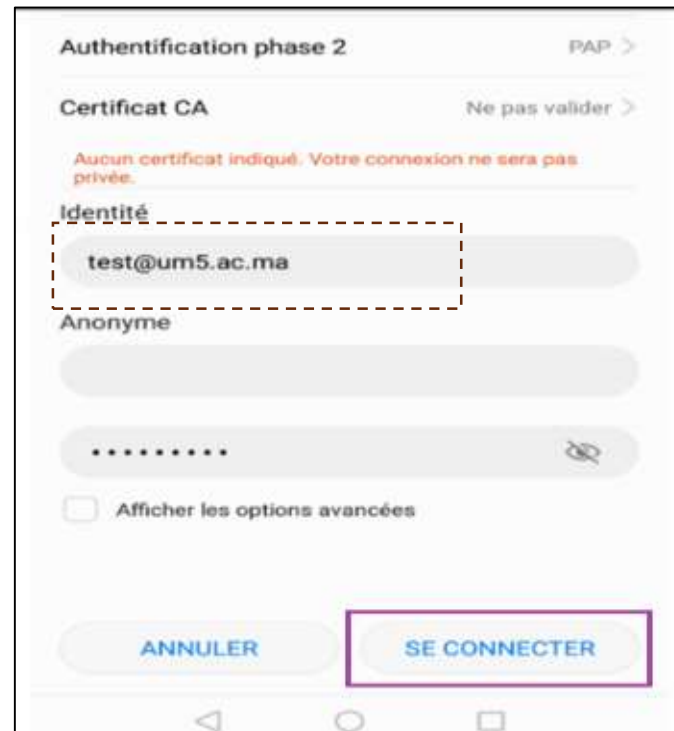 Authentification phase 2 PAP >
Certificat CA Ne pas valider >
Aucun certificat indiqué. Votre connexion ne sera pas
privée.
Identité
test@um5.ac.ma
Anonyme
•••••••••
Afficher les options avancées
ANNULER SE CONNECTER